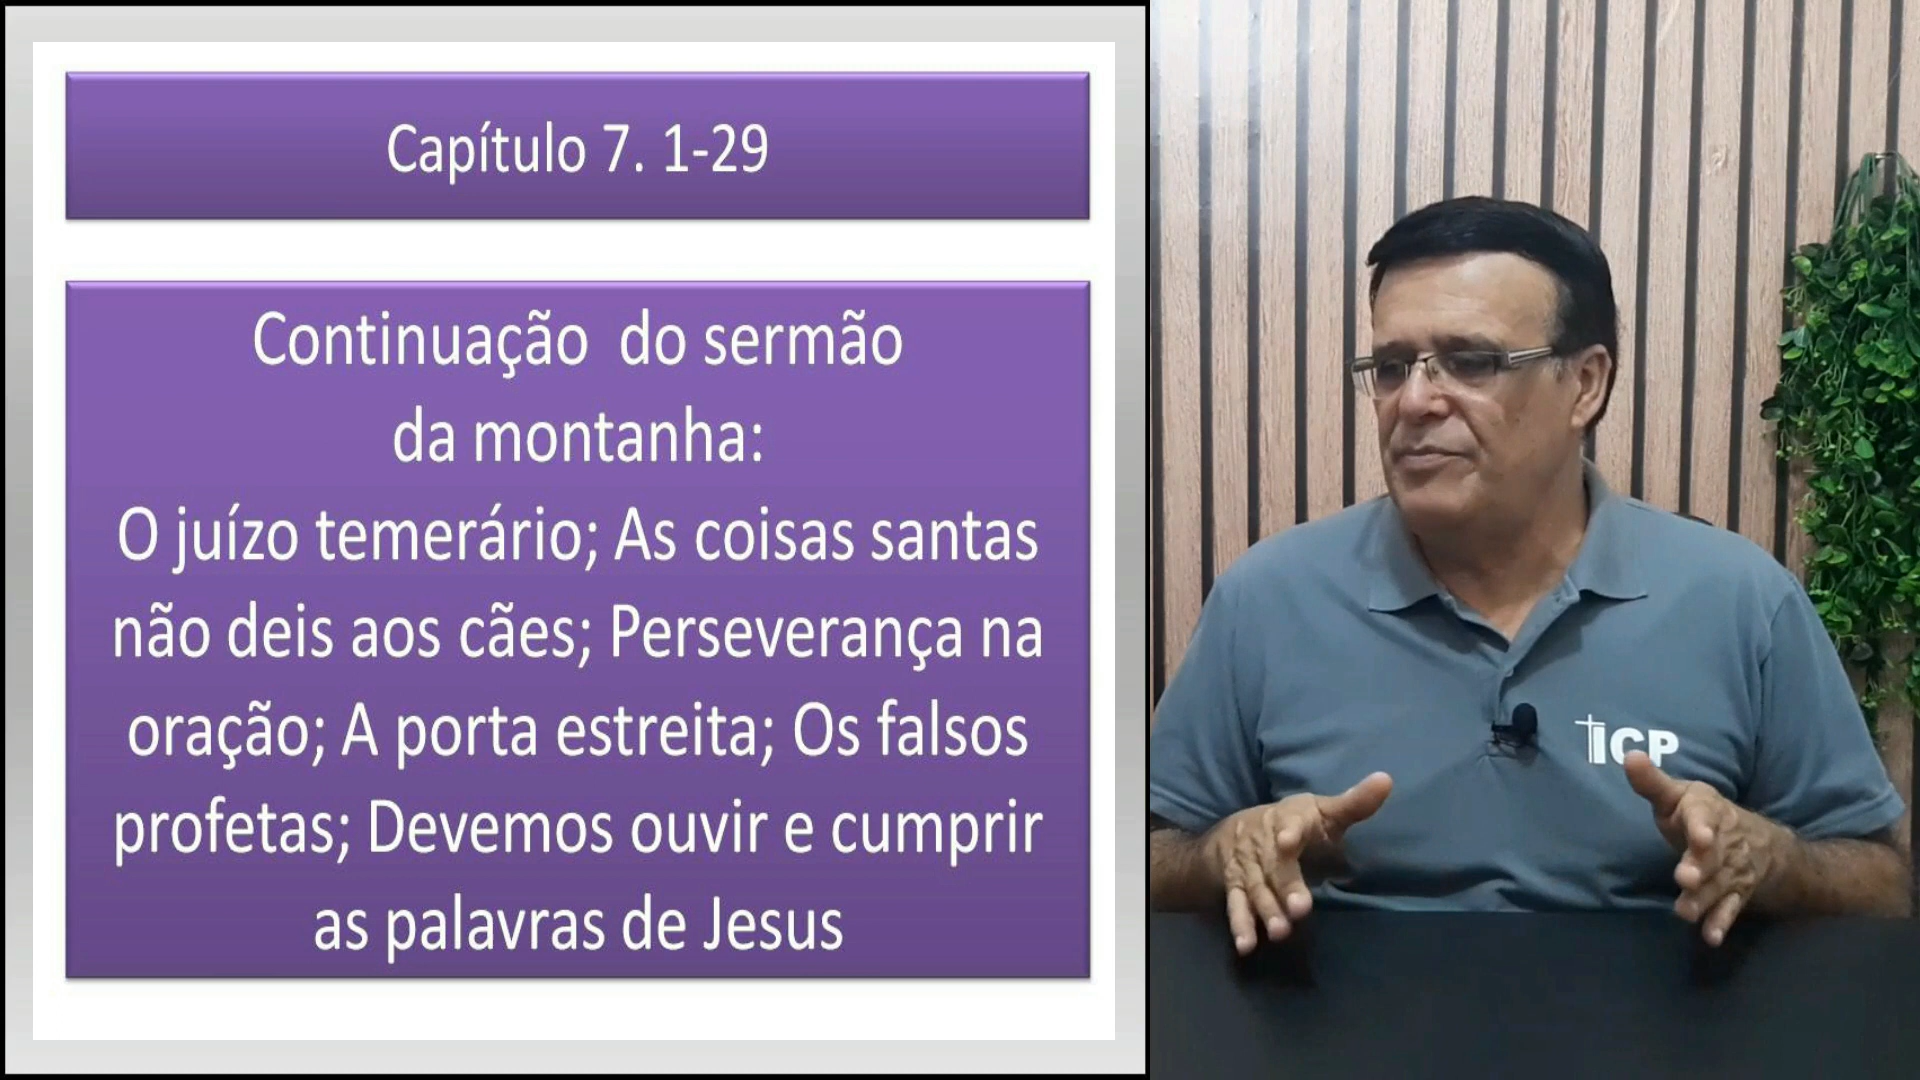 Capítulo 7. 1-29
Continuação do sermão
da montanha:
O juízo temerário; As coisas santas
não deis aos cães; Perseverança na
oração; A porta estreita; Os falsos
profetas; Devemos ouvir e cumprir
as palavras de Jesus
ICP